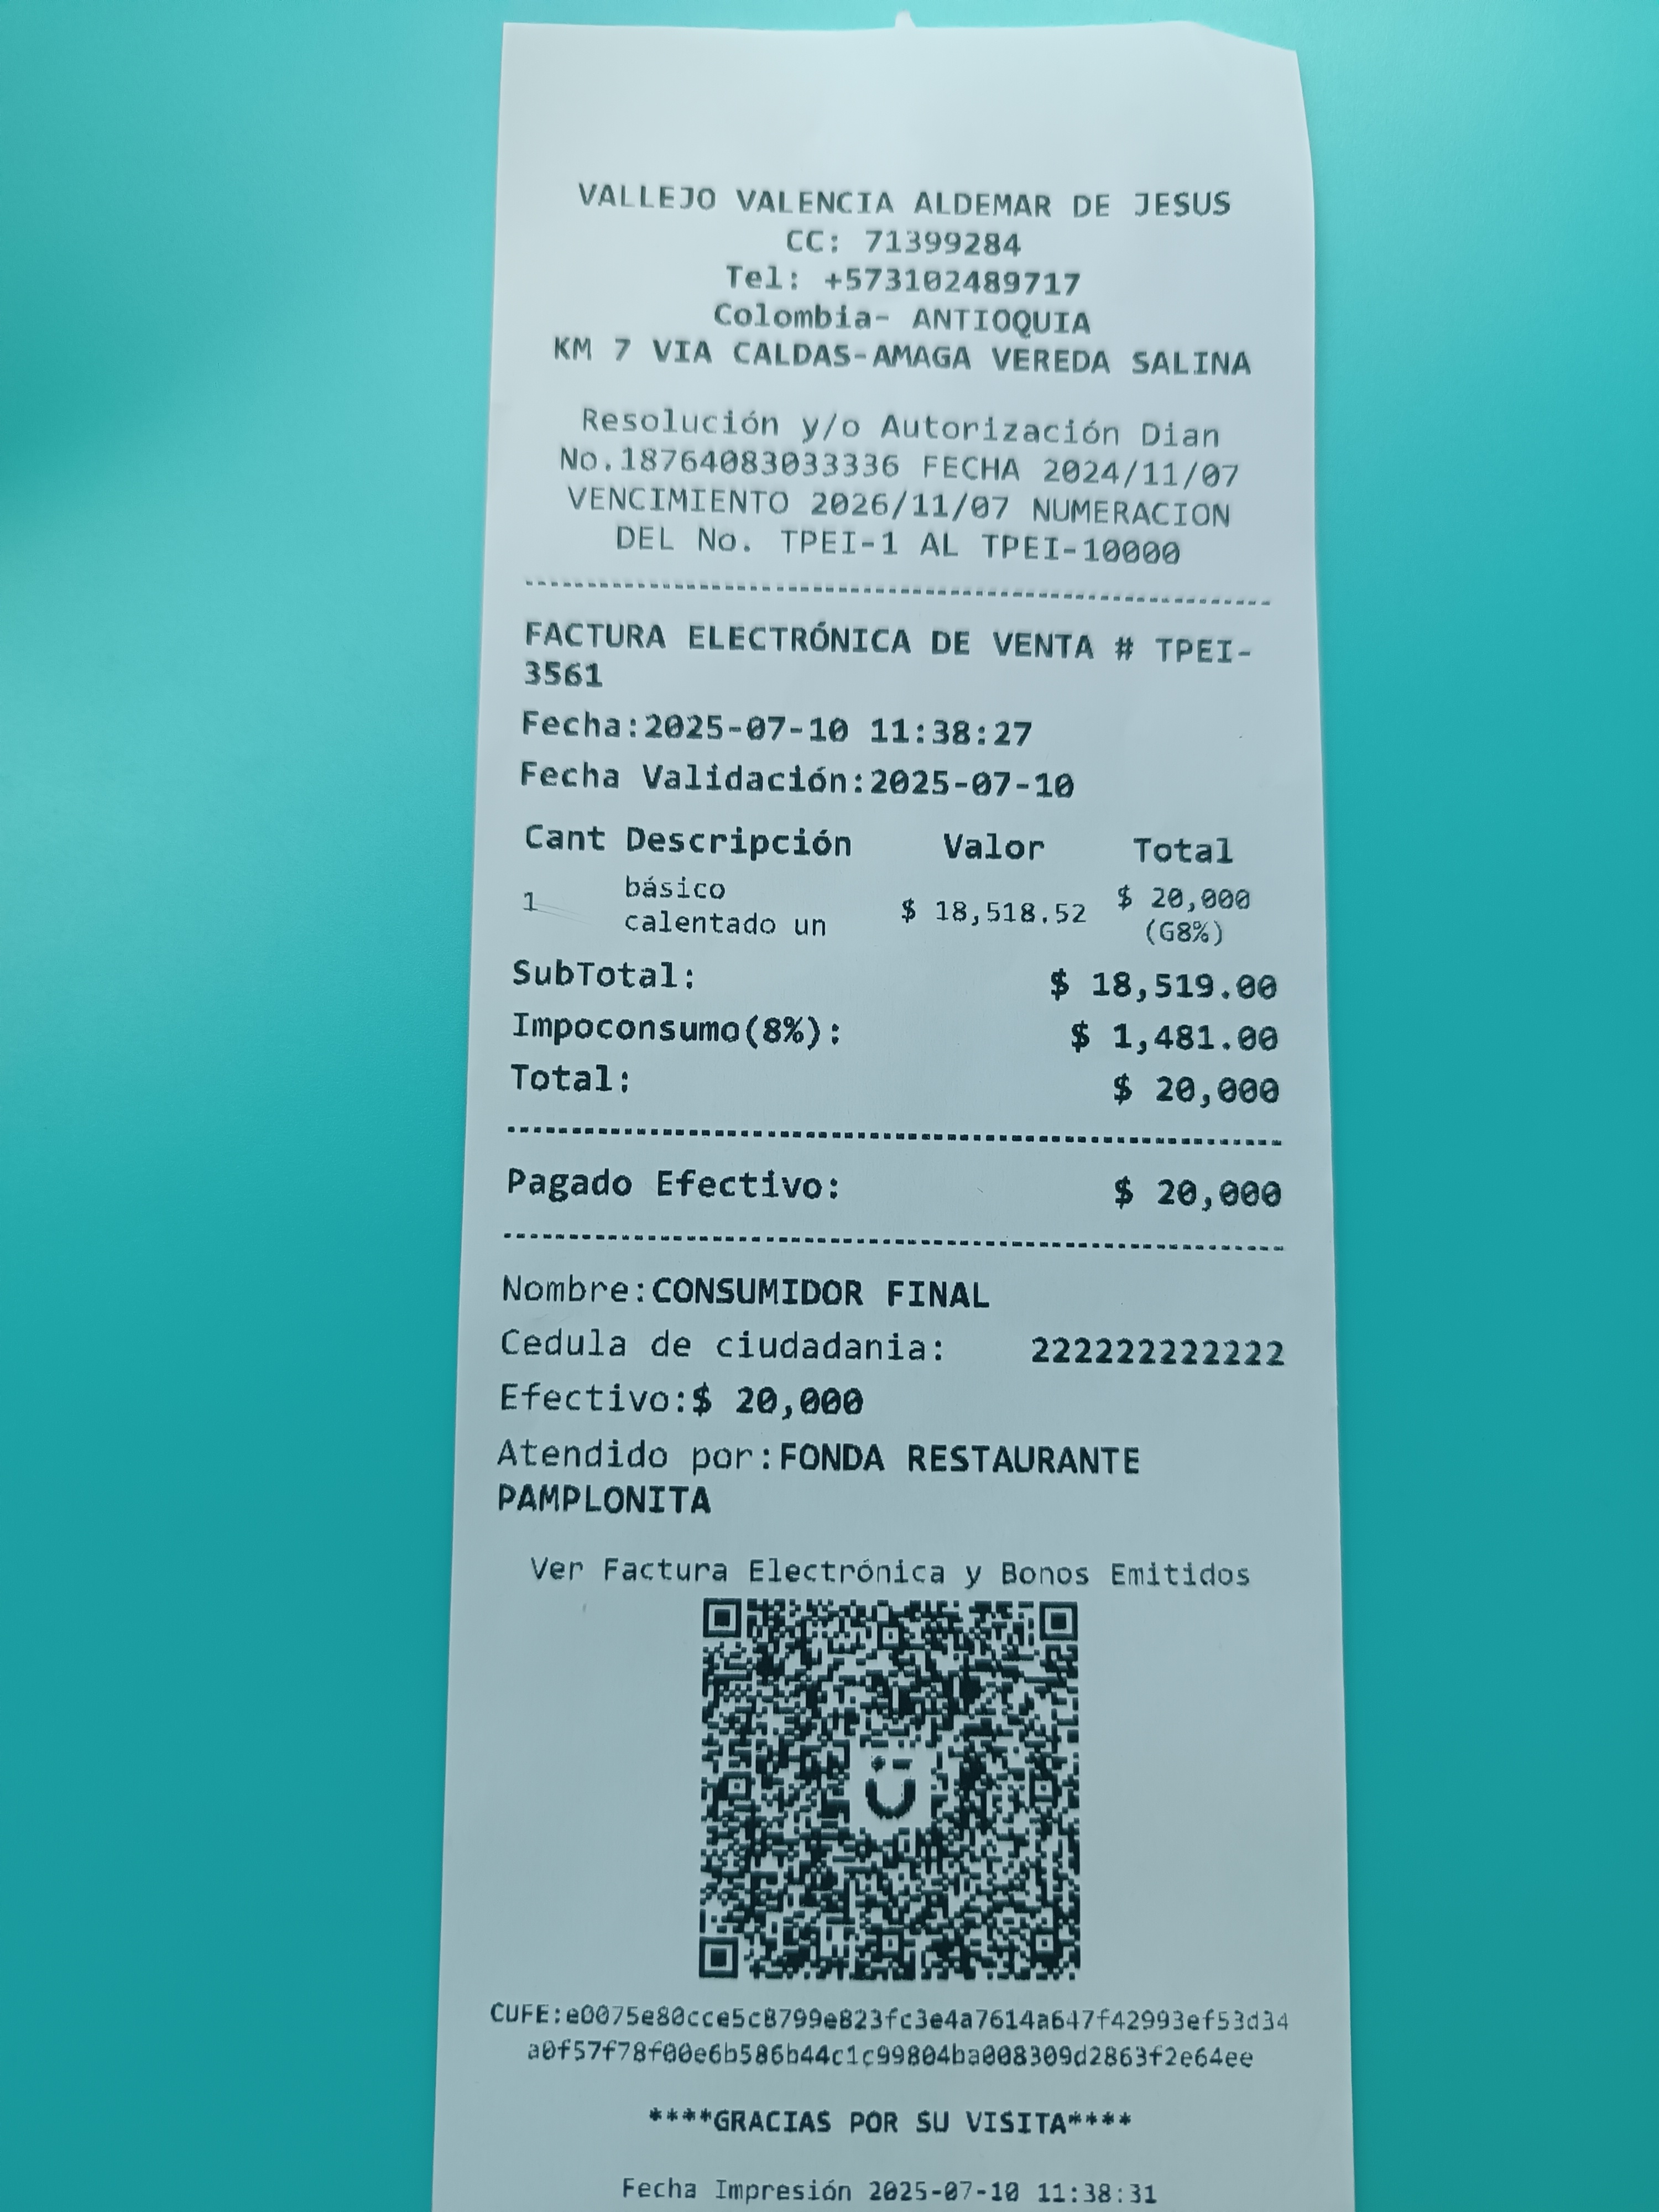 VALLEJO VALENCIA ALDEMAR DE JESUS
CC: 71399284
Tel: +573102489717
Colombia- ANTIOQUIA
KM 7 VIA CALDAS-AMAGA VEREDA SALINA
Resolución y/o Autorización Dian
No.18764083033336 FECHA 2024/11/07
VENCIMIENTO 2026/11/07 NUMERACION
DEL No. TPEI-1 AL TPEI-10000
FACTURA ELECTRÓNICA DE VENTA # TPEI-
3561
Fecha:2025-07-10 11:38:27
Fecha Validación:2025-07-10
Cant Descripción Valor Total
1 básico calentado un $ 18,518.52 $ 20,000 (G8%)
SubTotal: $ 18,519.00
Impoconsumo(8%): $ 1,481.00
Total: $ 20,000
Pagado Efectivo: $ 20,000
Nombre:CONSUMIDOR FINAL
Cedula de ciudadania: 222222222222
Efectivo:$ 20,000
Atendido por:FONDA RESTAURANTE
PAMPLONITA
Ver Factura Electrónica y Bonos Emitidos
CUFE:e0075e80cce5c8799e823fc3e4a7614a647f42993ef53d34
a0f57f78f00e6b586b44c1c99804ba008309d2863f2e64ee
****GRACIAS POR SU VISITA****
Fecha Impresión 2025-07-10 11:38:31